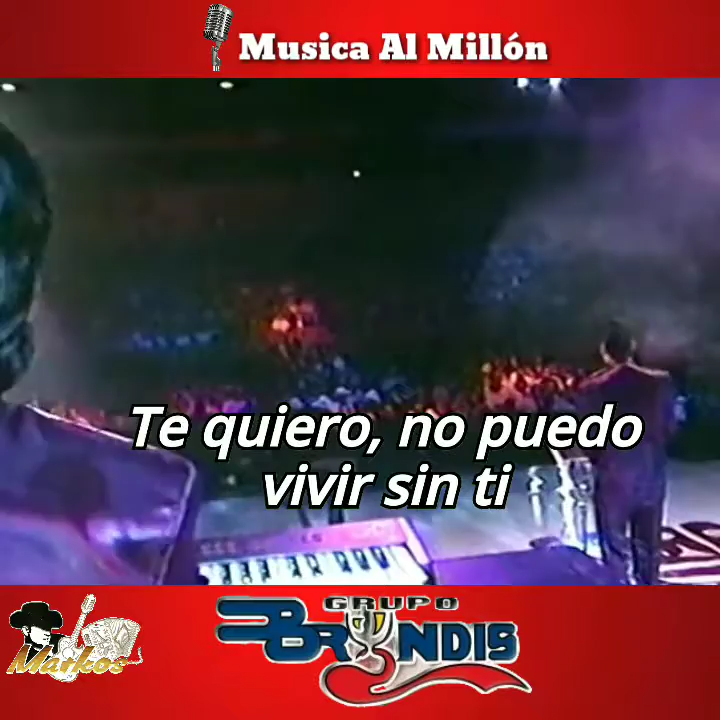 Musica Al Millón
Te quiero, no puedo
vivir sin ti
GRUPO
BRYNDIS
Markos